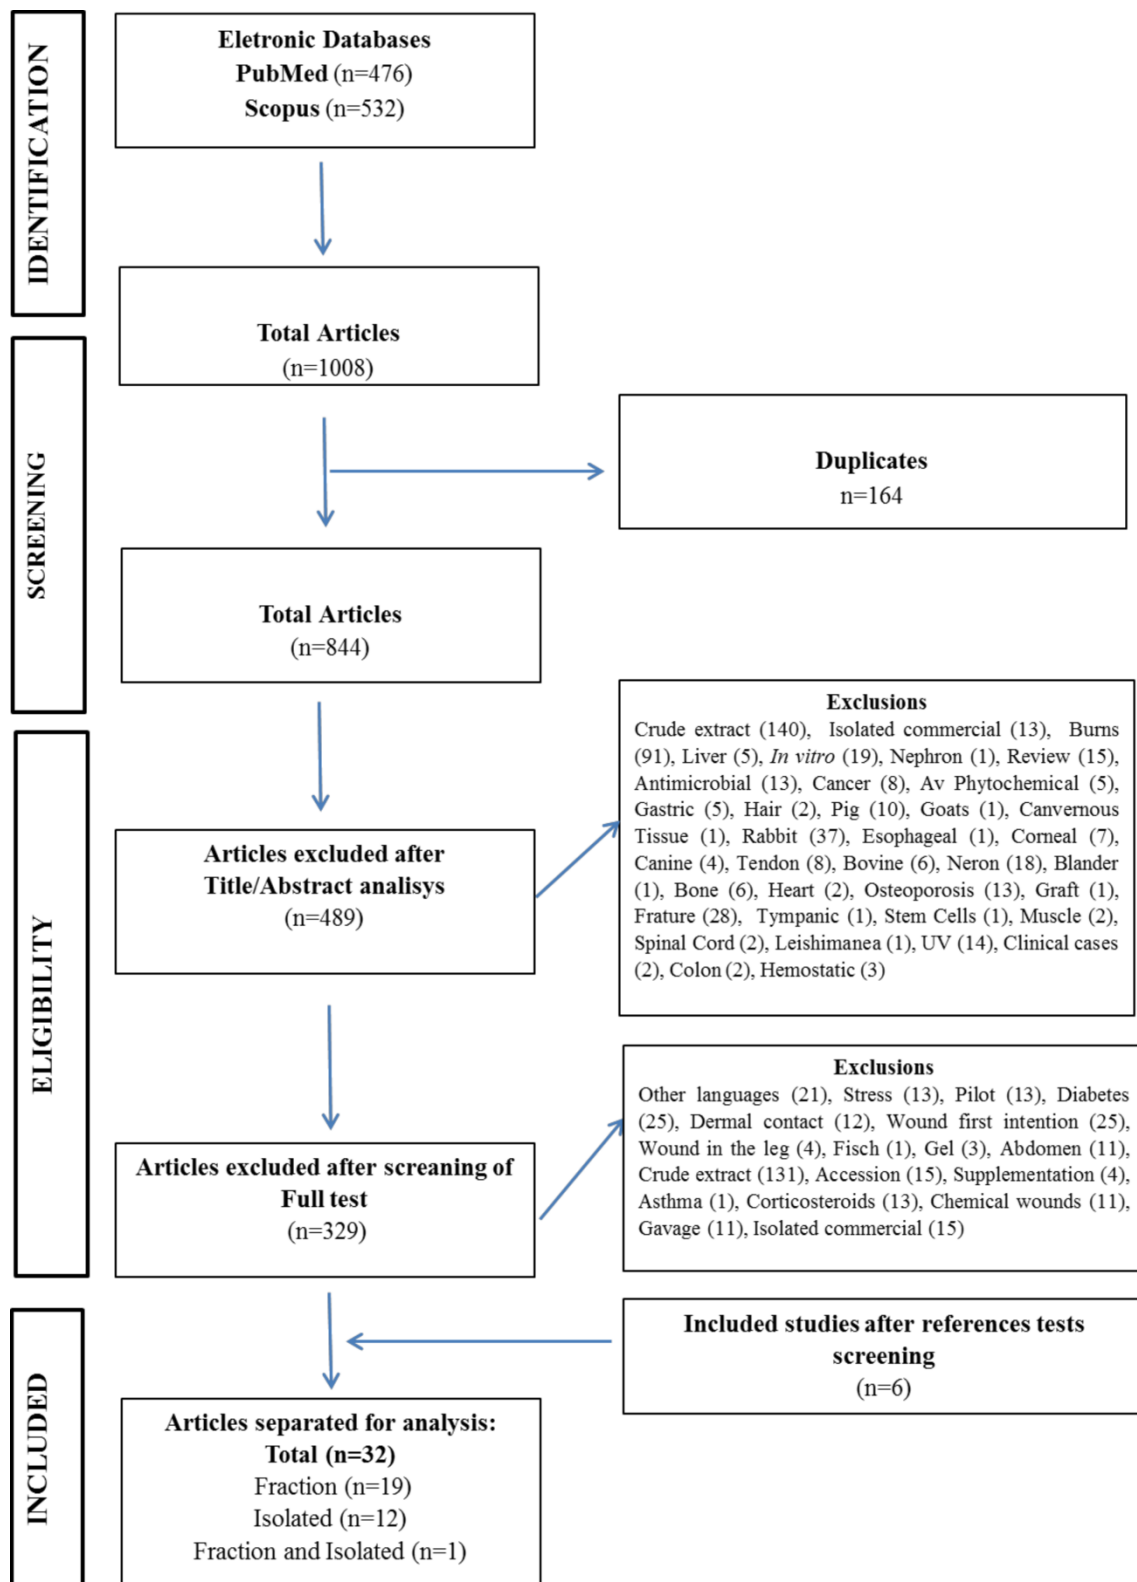 IDENTIFICATION
Eletronic Databases
PubMed (n=476)
Scopus (n=532)
Total Articles
(n=1008)
SCREENING
Duplicates
n=164
Total Articles
(n=844)
ELIGIBILITY
Articles excluded after
Title/Abstract analisys
(n=489)
Exclusions
Crude extract (140), Isolated commercial (13), Burns
(91), Liver (5), In vitro (19), Nephron (1), Review (15),
Antimicrobial (13), Cancer (8), Av Phytochemical (5),
Gastric (5), Hair (2), Pig (10), Goats (1), Canvernous
Tissue (1), Rabbit (37), Esophageal (1), Corneal (7),
Canine (4), Tendon (8), Bovine (6), Neron (18), Blander
(1), Bone (6), Heart (2), Osteoporosis (13), Graft (1),
Frature (28), Tympanic (1), Stem Cells (1), Muscle (2),
Spinal Cord (2), Leishimanea (1), UV (14), Clinical cases
(2), Colon (2), Hemostatic (3)
Articles excluded after screaning of
Full test
(n=329)
Exclusions
Other languages (21), Stress (13), Pilot (13), Diabetes
(25), Dermal contact (12), Wound first intention (25),
Wound in the leg (4), Fisch (1), Gel (3), Abdomen (11),
Crude extract (131), Accession (15), Supplementation (4),
Asthma (1), Corticosteroids (13), Chemical wounds (11),
Gavage (11), Isolated commercial (15)
INCLUDED
Included studies after references tests
screening
(n=6)
Articles separated for analysis:
Total (n=32)
Fraction (n=19)
Isolated (n=12)
Fraction and Isolated (n=1)